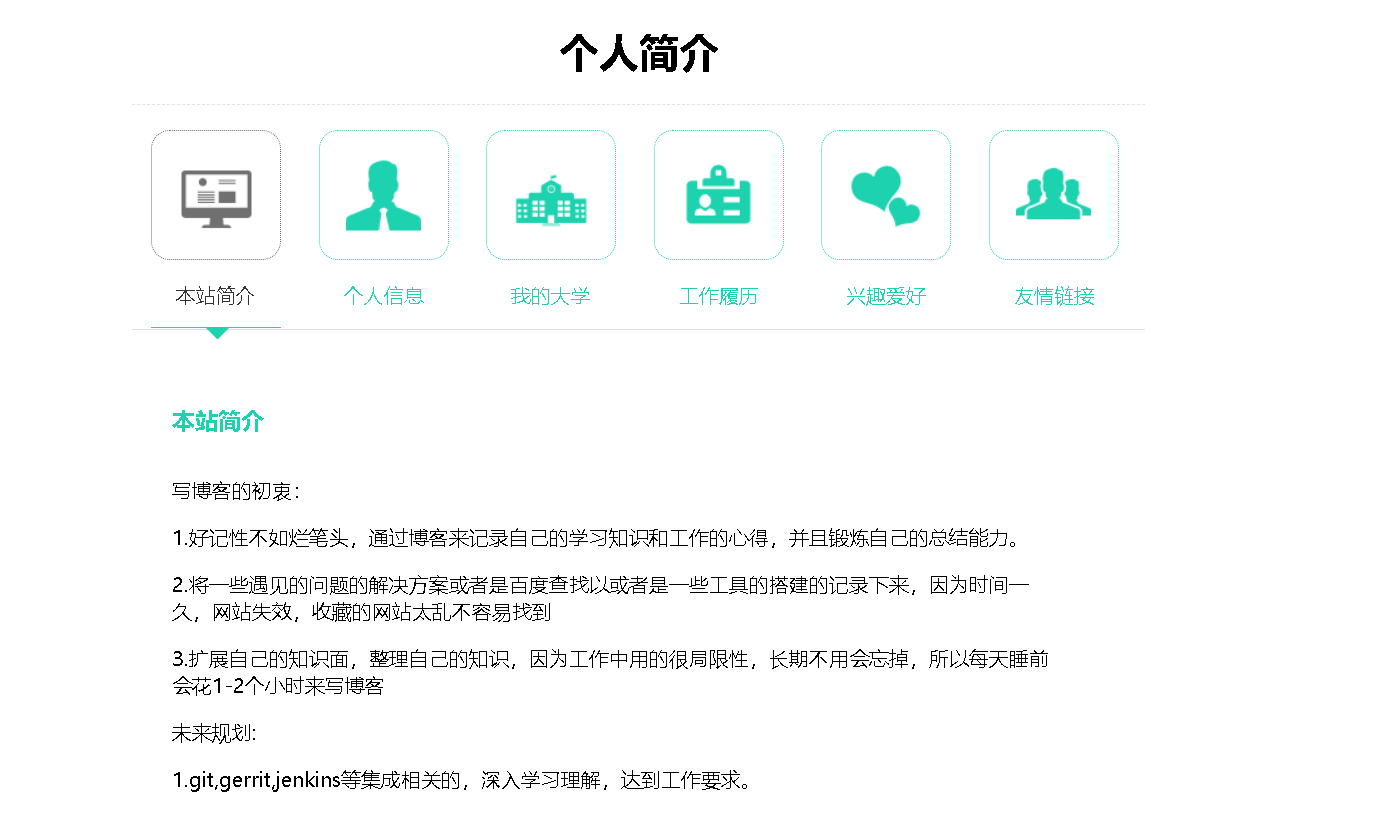 个人简介
本站简介
个人信息
我的大学
工作履历
兴趣爱好
友情链接
本站简介
写博客的初衷：
1.好记性不如烂笔头，通过博客来记录自己的学习知识和工作的心得，并且锻炼自己的总结能力。
2.将一些遇见的问题的解决方案或者是百度查找以或者是一些工具的搭建的记录下来，因为时间一
久，网站失效，收藏的网站太乱不容易找到
3.扩展自己的知识面，整理自己的知识，因为工作中用的很局限性，长期不用会忘掉，所以每天睡前
会花1-2个小时来写博客
未来规划:
1.git,gerrit,jenkins等集成相关的，深入学习理解，达到工作要求。